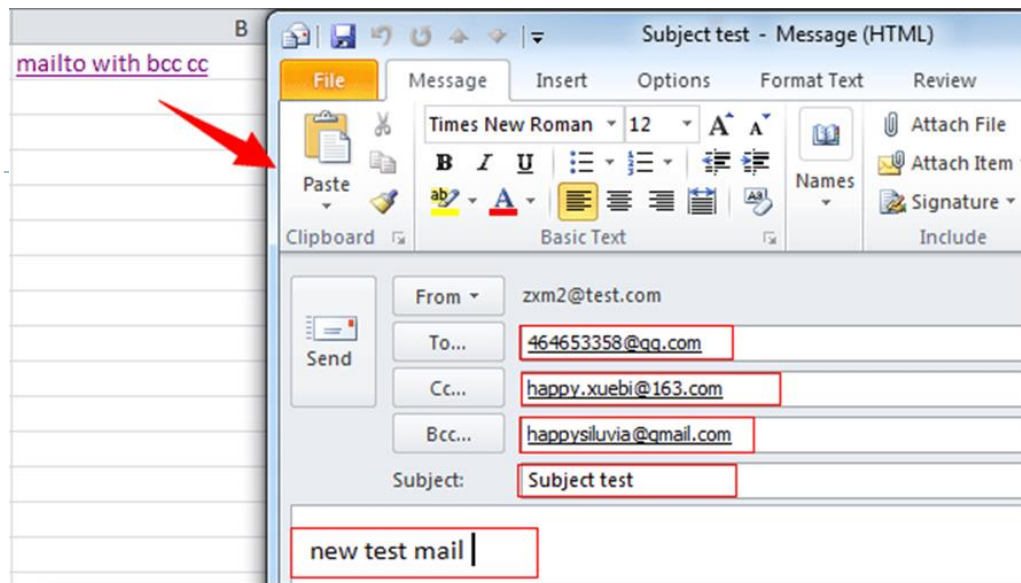 B
mailto with bcc cc
Subject test - Message (HTML)
File Message Insert Options Format Text Review
Times New Roman 12 A A
Attach File
Paste
B I U
Names
Attach Item
ab A
Signature
Clipboard Basic Text Include
From zxm2@test.com
Send
To... 464653358@qq.com
Cc... happy.xuebi@163.com
Bcc... happysiluvia@gmail.com
Subject: Subject test
new test mail